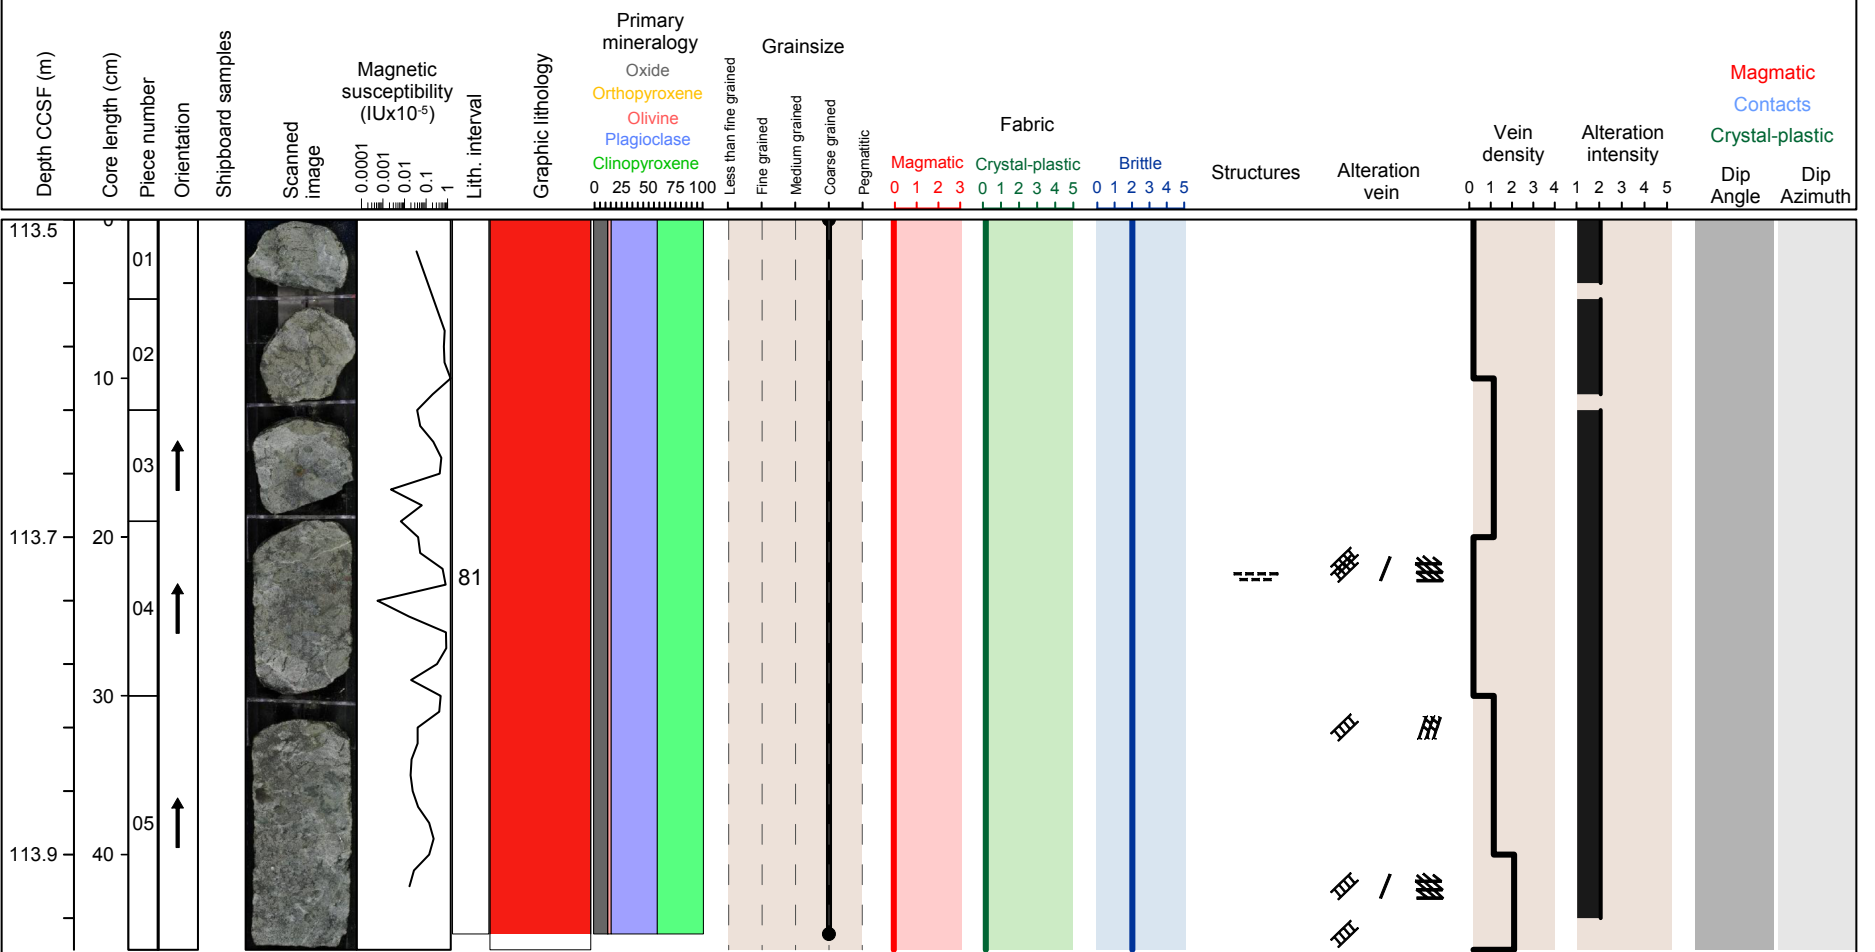 Depth CCSF (m)
Core length (cm)
Piece number
Orientation
Shipboard samples
Scanned
image
Magnetic
susceptibility
(IUx10-5)
0.0001
0.001
0.01
0.1
1
Lith. interval
Graphic lithology
Primary
mineralogy
Oxide
Orthopyroxene
Olivine
Plagioclase
Clinopyroxene
0 25 50 75 100
Grainsize
Less than fine grained
Fine grained
Medium grained
Coarse grained
Pegmatitic
Fabric
Magmatic
0 1 2 3
Crystal-plastic
0 1 2 3 4 5
Brittle
0 1 2 3 4 5
Structures
Alteration
vein
Vein
density
0 1 2 3 4
Alteration
intensity
1 2 3 4 5
Magmatic
Contacts
Crystal-plastic
Dip
Angle
Dip
Azimuth
113.5
113.7
113.9
0
10
20
30
40
01
02
03
04
05
81